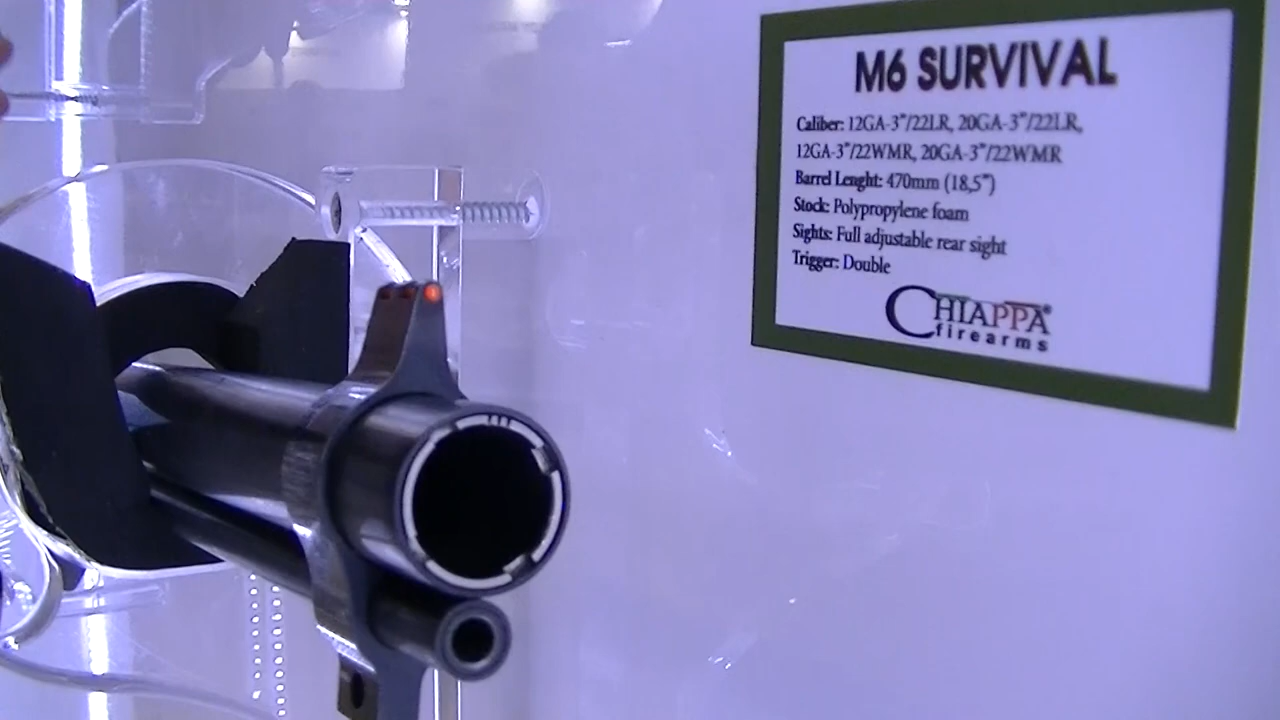 M6 SURVIVAL
Caliber: 12GA-3"/22LR, 20GA-3"/22LR,
12GA-3"/22WMR, 20GA-3"/22WMR
Barrel Lenght: 470mm (18,5")
Stock: Polypropylene foam
Sights: Full adjustable rear sight
Trigger: Double
CHIAPPA®
firearms